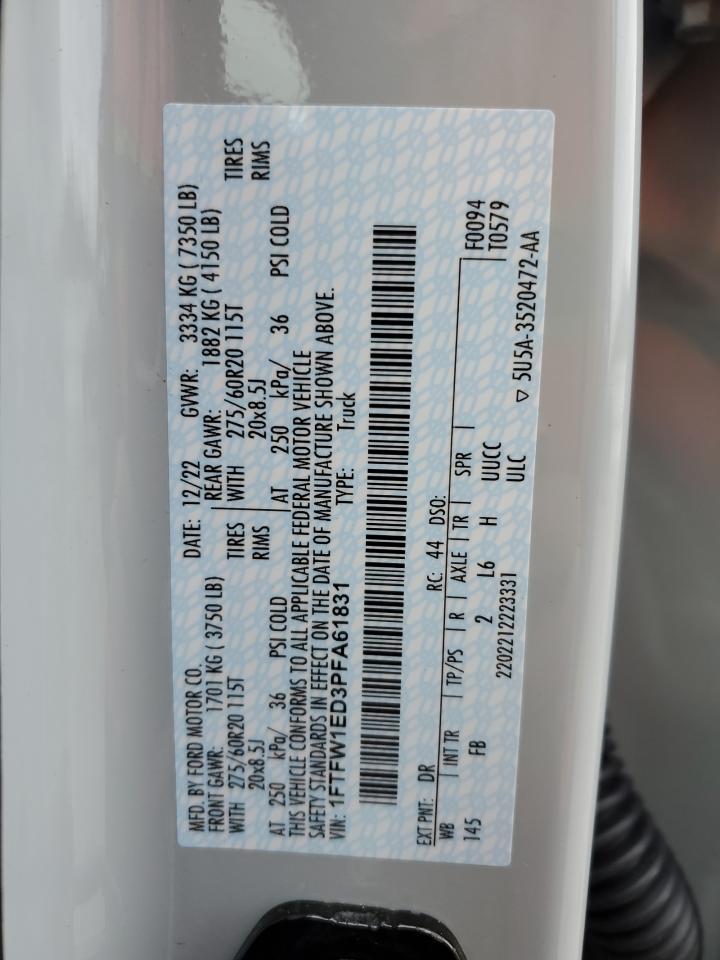 MFD. BY FORD MOTOR CO.
DATE: 12/22 GVWR: 3334 KG ( 7350 LB)
FRONT GAWR: 1701 KG ( 3750 LB)
REAR GAWR: 1882 KG ( 4150 LB)
WITH 275/60R20 115T TIRES
WITH 275/60R20 115T TIRES
20x8.5J RIMS
20x8.5J RIMS
AT 250 kPa/ 36 PSI COLD
AT 250 kPa/ 36 PSI COLD
THIS VEHICLE CONFORMS TO ALL APPLICABLE FEDERAL MOTOR VEHICLE
SAFETY STANDARDS IN EFFECT ON THE DATE OF MANUFACTURE SHOWN ABOVE.
VIN: 1FTFW1ED3PFA61831 TYPE: Truck
EXT PNT: DR RC: 44 DSO: F0094
WB | INT TR | TP/PS | R | AXLE | TR | SPR | T0579
145 FB 2 L6 H UUCC
2202212223331 ULC ▽ 5U5A-3520472-AA